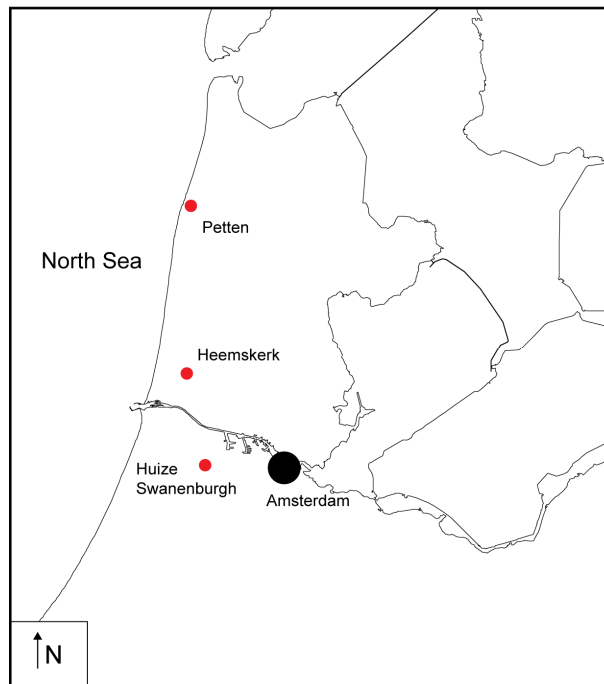 Petten
North Sea
Heemskerk
Huize
Swanenburgh
Amsterdam
N